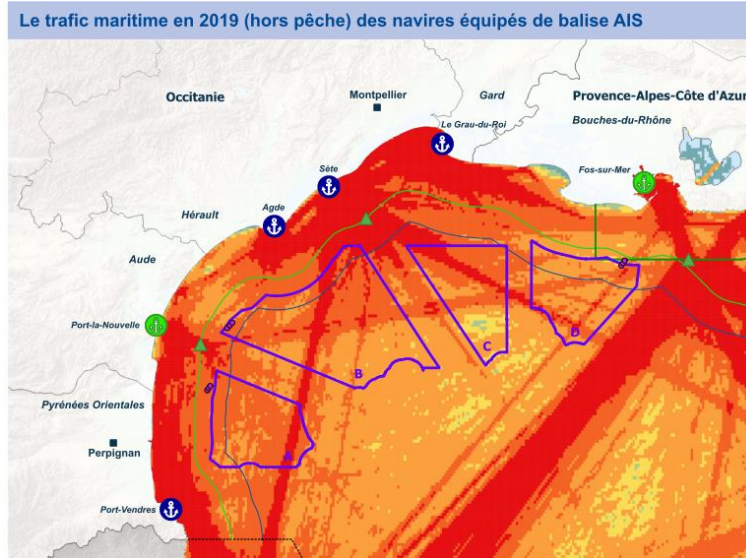 Le trafic maritime en 2019 (hors pêche) des navires équipés de balise AIS
Occitanie
Montpellier
Gard
Provence-Alpes-Côte d'Azur
Bouches-du-Rhône
Le Grau-du-Roi
Sète
Fos-sur-Mer
Agde
Hérault
Aude
Port-la-Nouvelle
D
C
B
Pyrénées Orientales
Perpignan
A
Port-Vendres